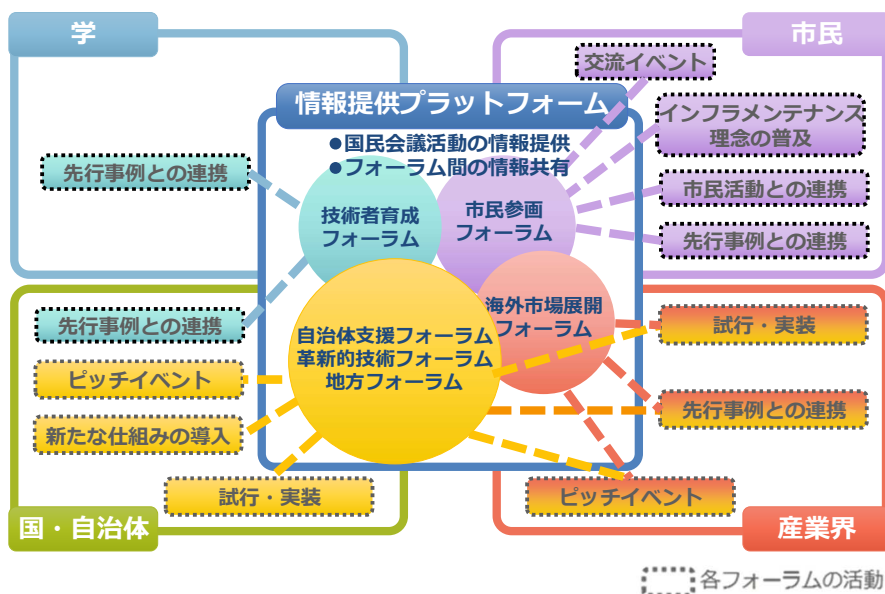 学
市民
交流イベント
情報提供プラットフォーム
インフラメンテナンス
理念の普及
●国民会議活動の情報提供
●フォーラム間の情報共有
先行事例との連携
市民活動との連携
技術者育成
フォーラム
市民参画
フォーラム
先行事例との連携
海外市場展開
フォーラム
先行事例との連携
試行・実装
自治体支援フォーラム
革新的技術フォーラム
地方フォーラム
ピッチイベント
先行事例との連携
新たな仕組みの導入
試行・実装
ピッチイベント
国・自治体
産業界
各フォーラムの活動